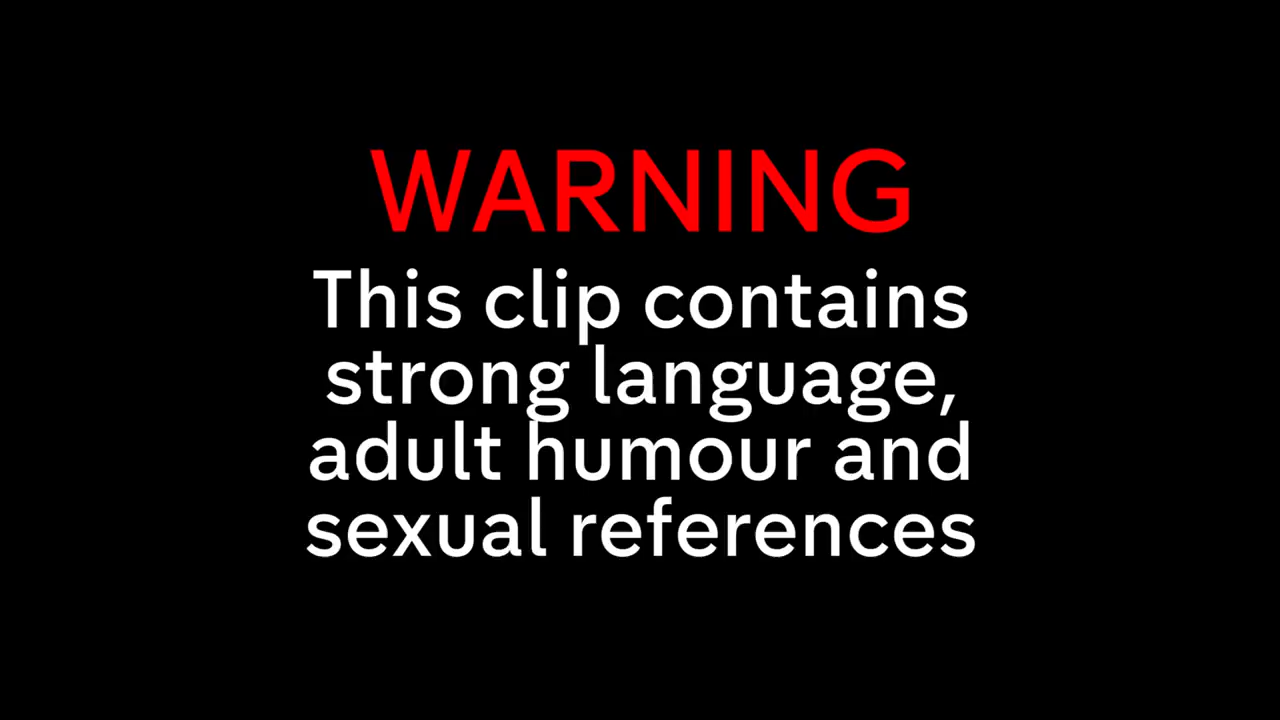 WARNING
This clip contains
strong language,
adult humour and
sexual references